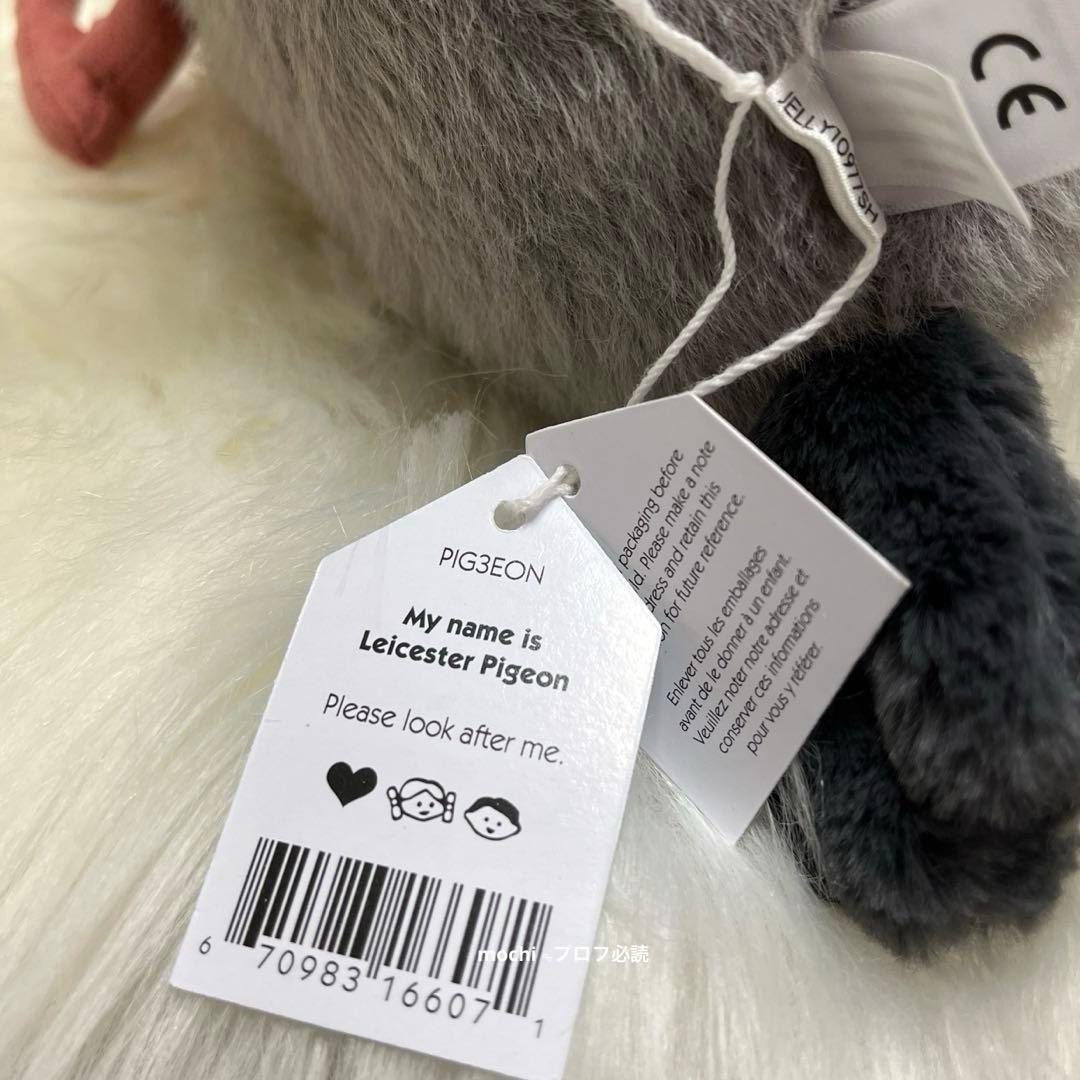 CE
JELLY10977SH
packaging before
Please make a note
dress and retain this
for future reference.
Enlever tous les emballages
avant de le donner à un enfant.
Veuillez noter notre adresse et
conserver ces informations
pour vous y référer.
PIG3EON
My name is
Leicester Pigeon
Please look after me.
6 70983 16607 1
mochi プロフ必読